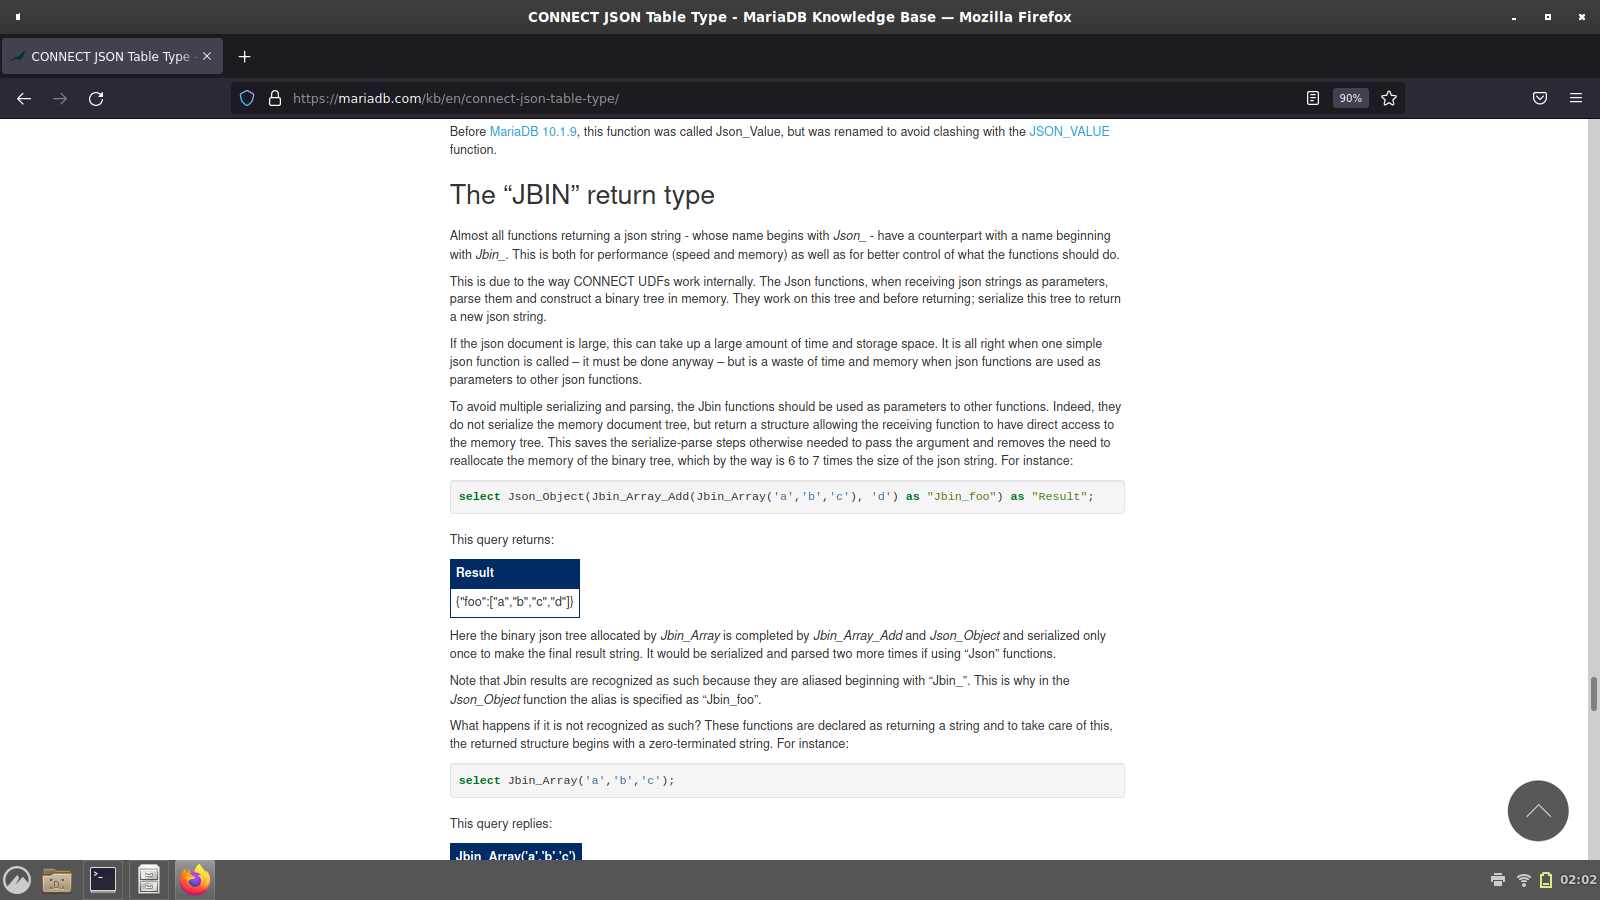 CONNECT JSON Table Type - MariaDB Knowledge Base — Mozilla Firefox
CONNECT JSON Table Type -
https://mariadb.com/kb/en/connect-json-table-type/
90%
Before MariaDB 10.1.9, this function was called Json_Value, but was renamed to avoid clashing with the JSON_VALUE
function.
The “JBIN” return type
Almost all functions returning a json string - whose name begins with Json_ - have a counterpart with a name beginning
with Jbin_. This is both for performance (speed and memory) as well as for better control of what the functions should do.
This is due to the way CONNECT UDFs work internally. The Json functions, when receiving json strings as parameters,
parse them and construct a binary tree in memory. They work on this tree and before returning; serialize this tree to return
a new json string.
If the json document is large, this can take up a large amount of time and storage space. It is all right when one simple
json function is called – it must be done anyway – but is a waste of time and memory when json functions are used as
parameters to other json functions.
To avoid multiple serializing and parsing, the Jbin functions should be used as parameters to other functions. Indeed, they
do not serialize the memory document tree, but return a structure allowing the receiving function to have direct access to
the memory tree. This saves the serialize-parse steps otherwise needed to pass the argument and removes the need to
reallocate the memory of the binary tree, which by the way is 6 to 7 times the size of the json string. For instance:
select Json_Object(Jbin_Array_Add(Jbin_Array('a','b','c'), 'd') as "Jbin_foo") as "Result";
This query returns:
Result
{"foo":["a","b","c","d"]}
Here the binary json tree allocated by Jbin_Array is completed by Jbin_Array_Add and Json_Object and serialized only
once to make the final result string. It would be serialized and parsed two more times if using “Json” functions.
Note that Jbin results are recognized as such because they are aliased beginning with “Jbin_”. This is why in the
Json_Object function the alias is specified as “Jbin_foo”.
What happens if it is not recognized as such? These functions are declared as returning a string and to take care of this,
the returned structure begins with a zero-terminated string. For instance:
select Jbin_Array('a','b','c');
This query replies:
Jbin_Array('a','b','c')
02:02